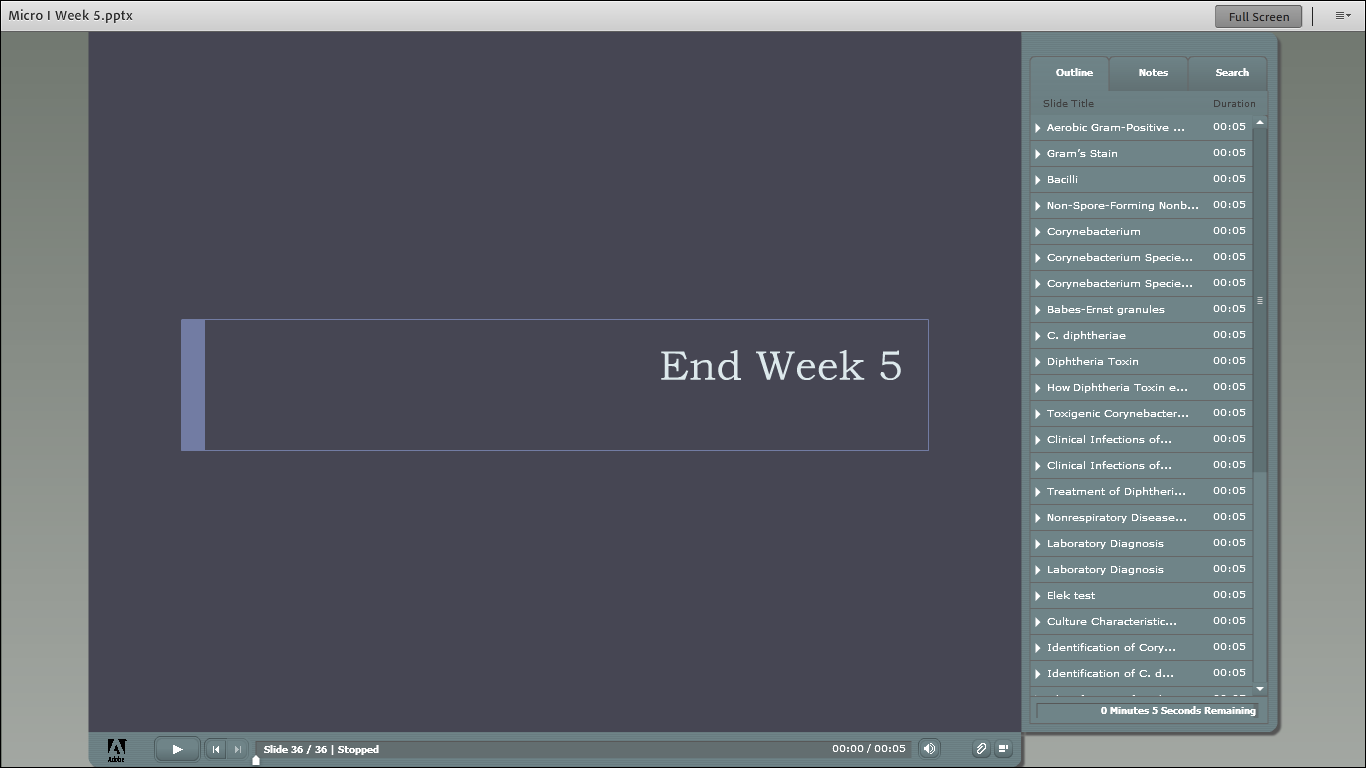 Micro I Week 5.pptx
Full Screen
End Week 5
Outline Notes Search
Slide Title Duration
Aerobic Gram-Positive ... 00:05
Gram's Stain 00:05
Bacilli 00:05
Non-Spore-Forming Nonb... 00:05
Corynebacterium 00:05
Corynebacterium Specie... 00:05
Corynebacterium Specie... 00:05
Babes-Ernst granules 00:05
C. diphtheriae 00:05
Diphtheria Toxin 00:05
How Diphtheria Toxin e... 00:05
Toxigenic Corynebacter... 00:05
Clinical Infections of... 00:05
Clinical Infections of... 00:05
Treatment of Diphtheri... 00:05
Nonrespiratory Disease... 00:05
Laboratory Diagnosis 00:05
Laboratory Diagnosis 00:05
Elek test 00:05
Culture Characteristic... 00:05
Identification of Cory... 00:05
Identification of C. d... 00:05
0 Minutes 5 Seconds Remaining
Adobe
Slide 36 / 36 | Stopped 00:00 / 00:05